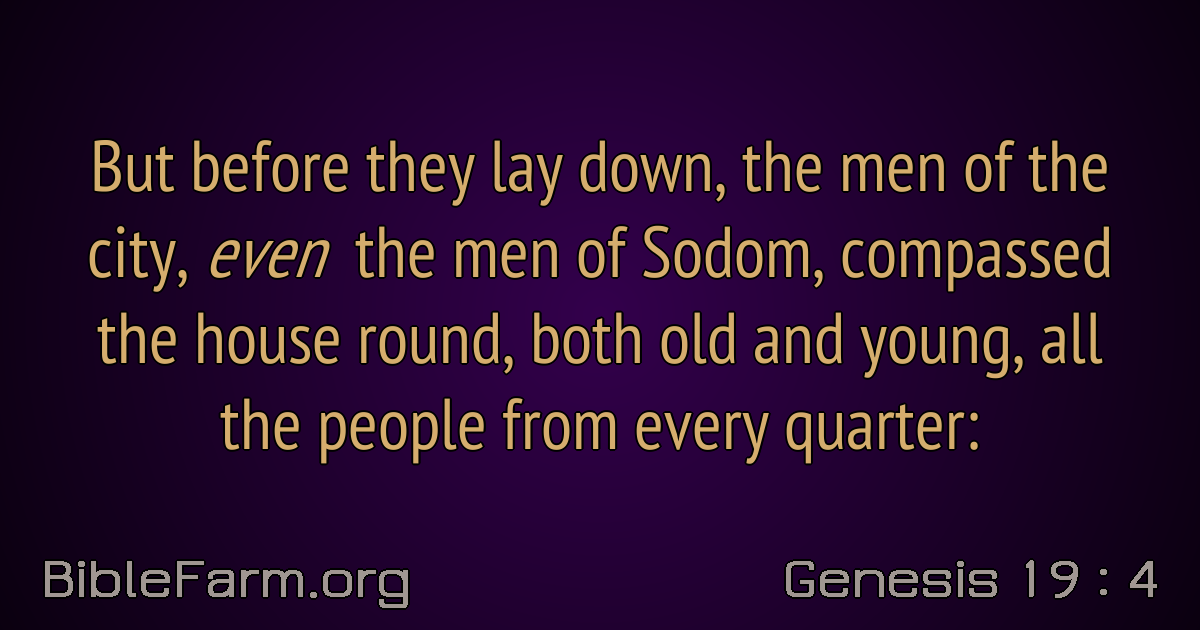 But before they lay down, the men of the
city, even the men of Sodom, compassed
the house round, both old and young, all
the people from every quarter:
BibleFarm.org
Genesis 19 : 4